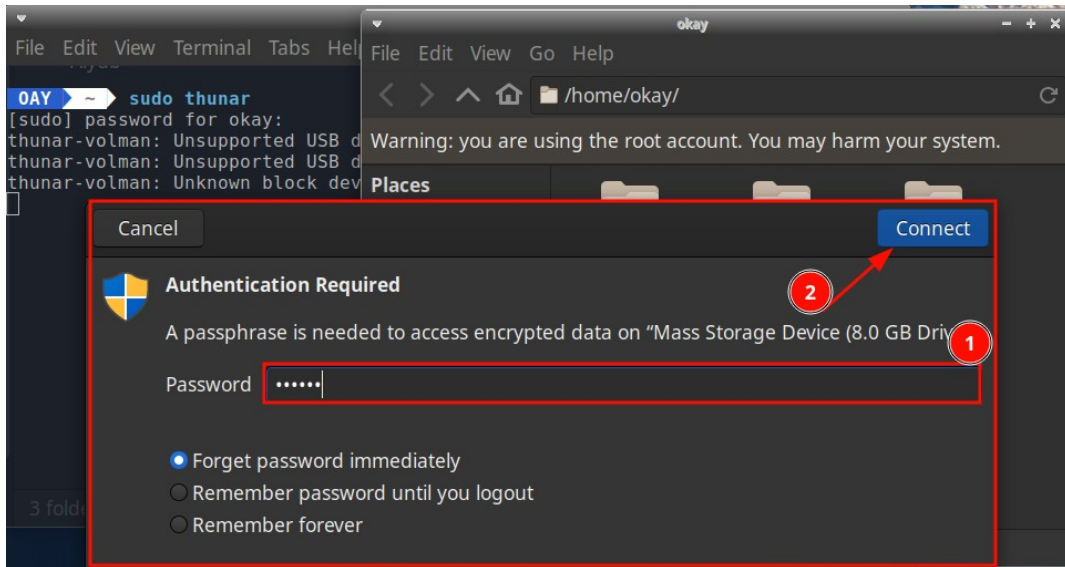 File Edit View Terminal Tabs Hel
OAY ~ sudo thunar
[sudo] password for okay:
thunar-volman: Unsupported USB d
thunar-volman: Unsupported USB d
thunar-volman: Unknown block dev
okay
File Edit View Go Help
/home/okay/
Warning: you are using the root account. You may harm your system.
Places
Cancel
Connect
2
Authentication Required
A passphrase is needed to access encrypted data on “Mass Storage Device (8.0 GB Driv
1
Password ••••••
Forget password immediately
Remember password until you logout
Remember forever
3 folde